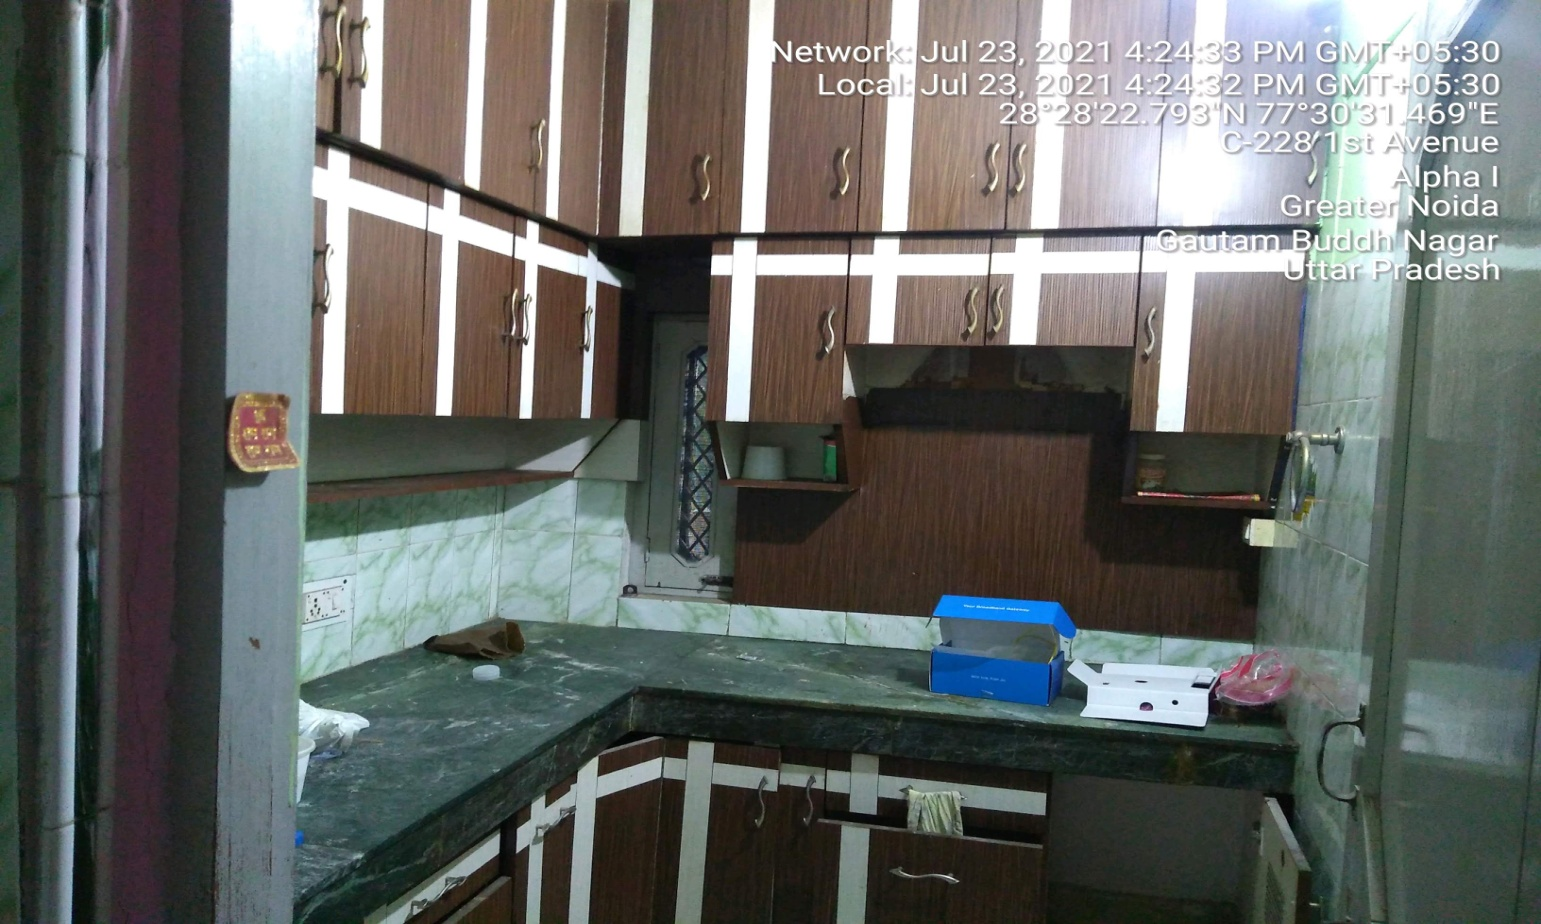 Network: Jul 23, 2021 4:24:33 PM GMT+05:30
Local: Jul 23, 2021 4:24:32 PM GMT+05:30
28°28'22.793"N 77°30'31.469"E
C-228 1st Avenue
Alpha I
Greater Noida
Gautam Buddh Nagar
Uttar Pradesh